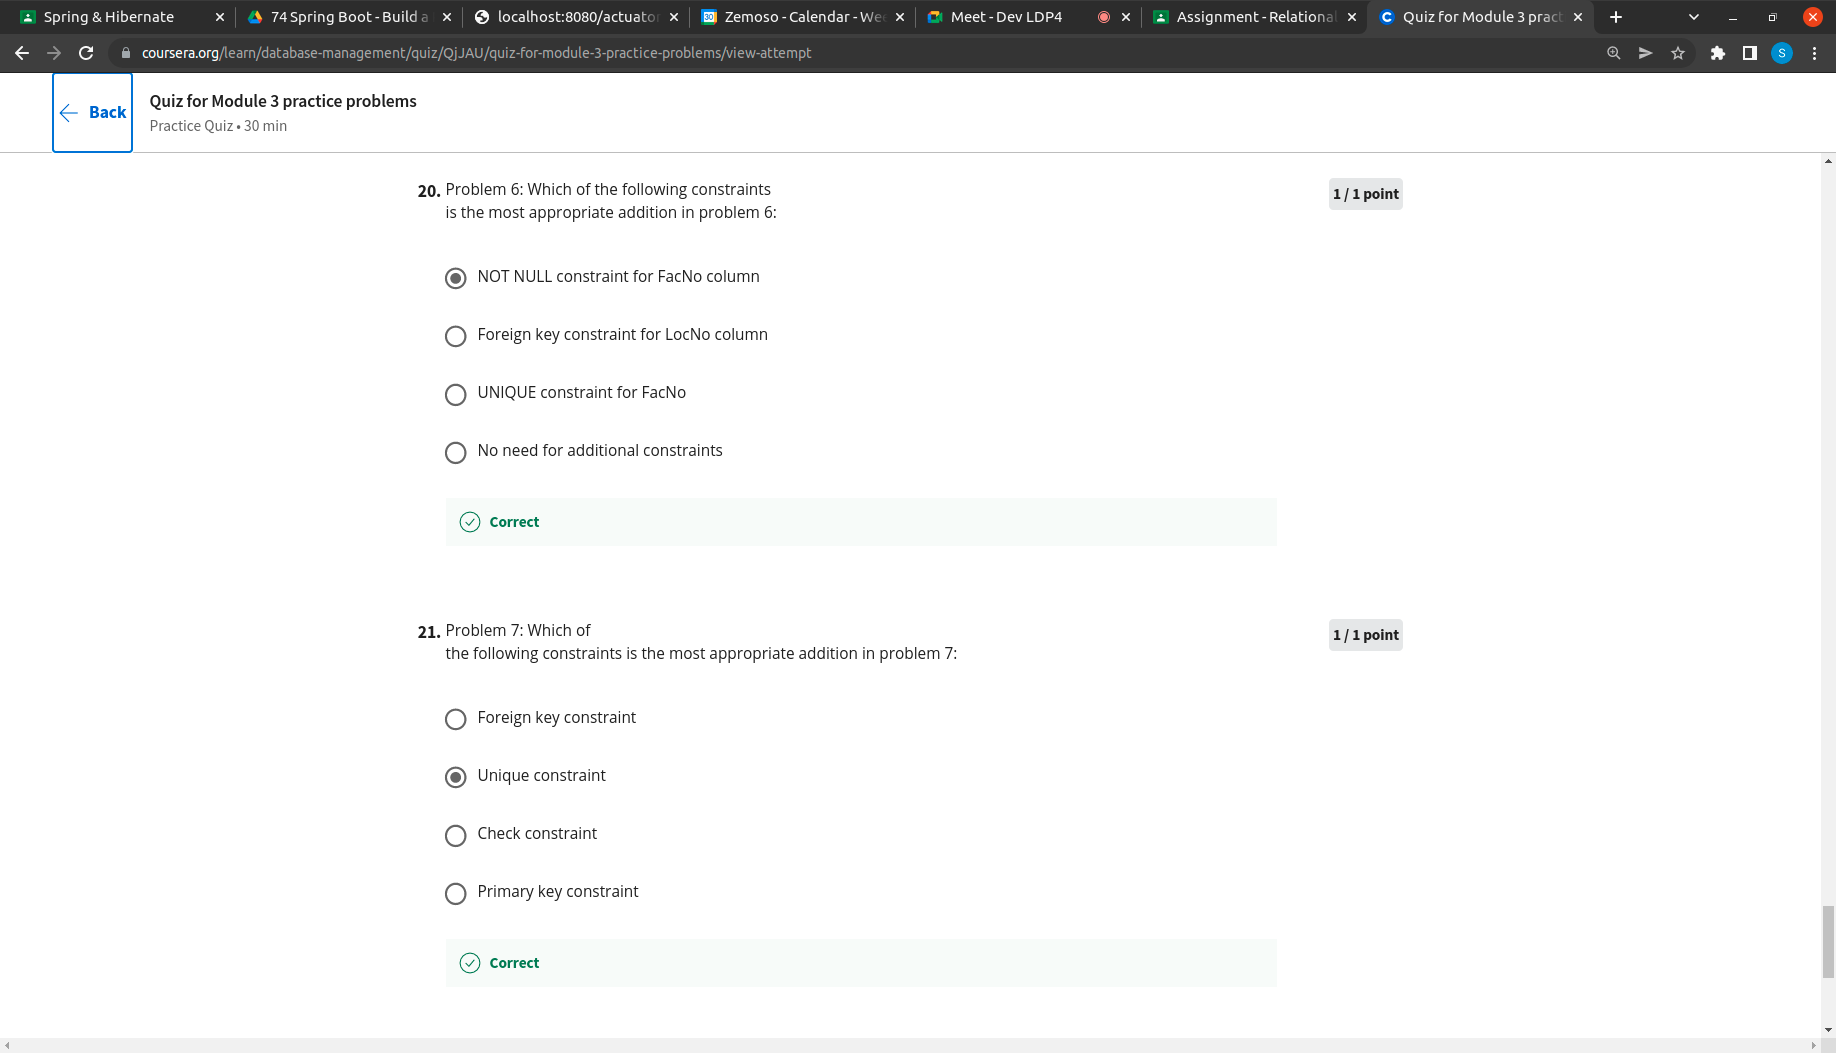 Spring & Hibernate
74 Spring Boot - Build a
localhost:8080/actuato
Zemoso - Calendar - We
Meet - Dev LDP4
Assignment - Relational
Quiz for Module 3 pract
coursera.org/learn/database-management/quiz/QjJAU/quiz-for-module-3-practice-problems/view-attempt
S
Back
Quiz for Module 3 practice problems
Practice Quiz • 30 min
20. Problem 6: Which of the following constraints
is the most appropriate addition in problem 6:
1 / 1 point
NOT NULL constraint for FacNo column
Foreign key constraint for LocNo column
UNIQUE constraint for FacNo
No need for additional constraints
Correct
21. Problem 7: Which of
the following constraints is the most appropriate addition in problem 7:
1 / 1 point
Foreign key constraint
Unique constraint
Check constraint
Primary key constraint
Correct